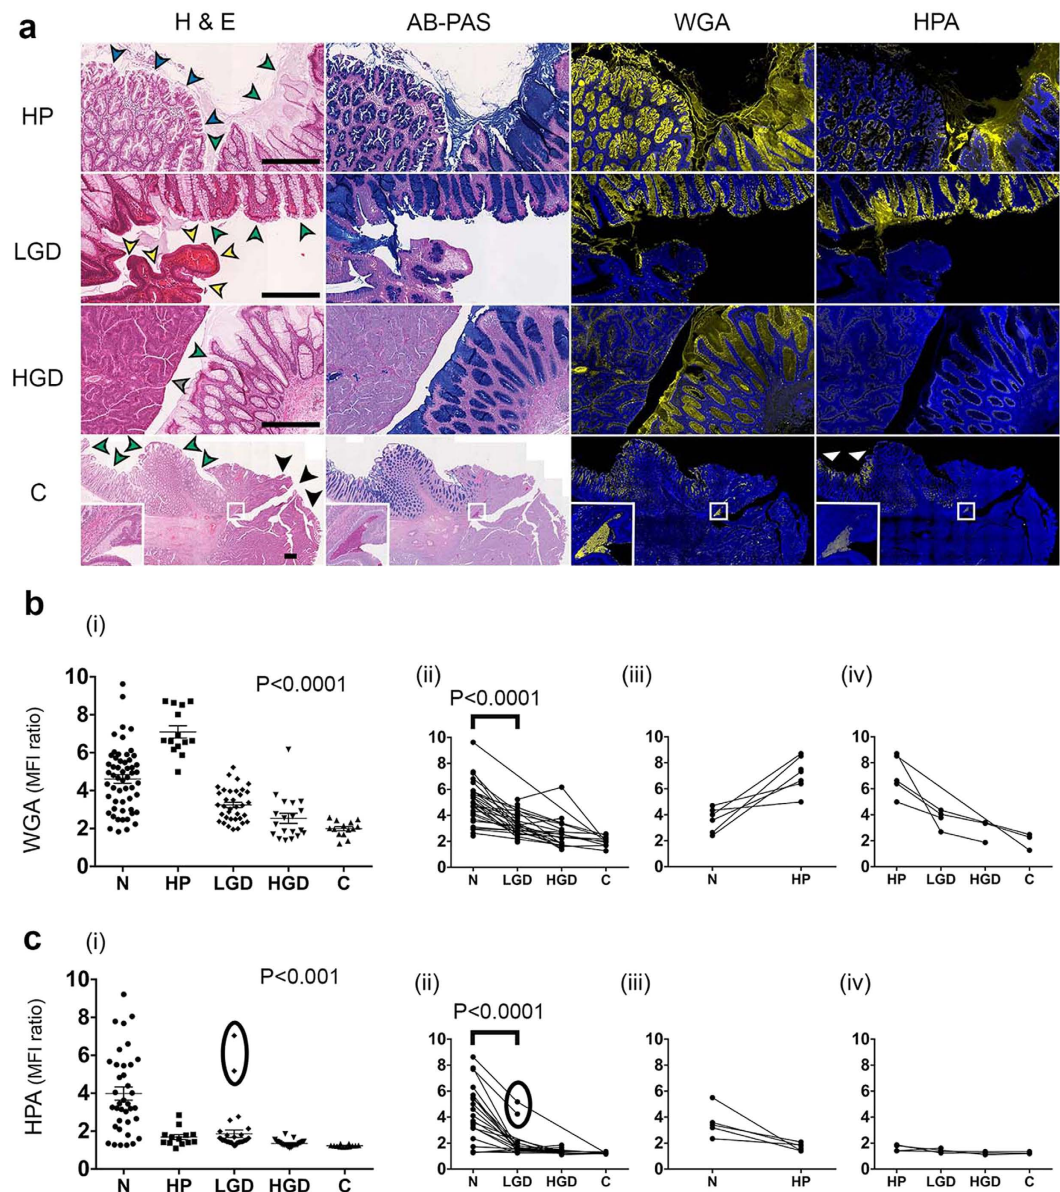 a
H & E AB-PAS WGA HPA
HP
LGD
HGD
C
b
(i)
(ii) (iii) (iv)
P<0.0001
P<0.0001
WGA (MFI ratio)
10
8
6
4
2
0
N HP LGD HGD C
10
8
6
4
2
0
N LGD HGD C
10
8
6
4
2
0
N HP
10
8
6
4
2
0
HP LGD HGD C
c
(i)
(ii) (iii) (iv)
P<0.001
P<0.0001
HPA (MFI ratio)
10
8
6
4
2
0
N HP LGD HGD C
10
8
6
4
2
0
N LGD HGD C
10
8
6
4
2
0
N HP
10
8
6
4
2
0
HP LGD HGD C